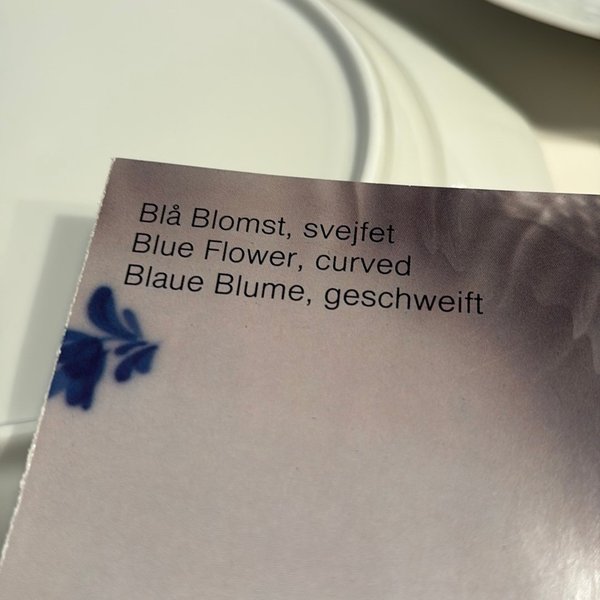 Blå Blomst, svejfet
Blue Flower, curved
Blaue Blume, geschweift